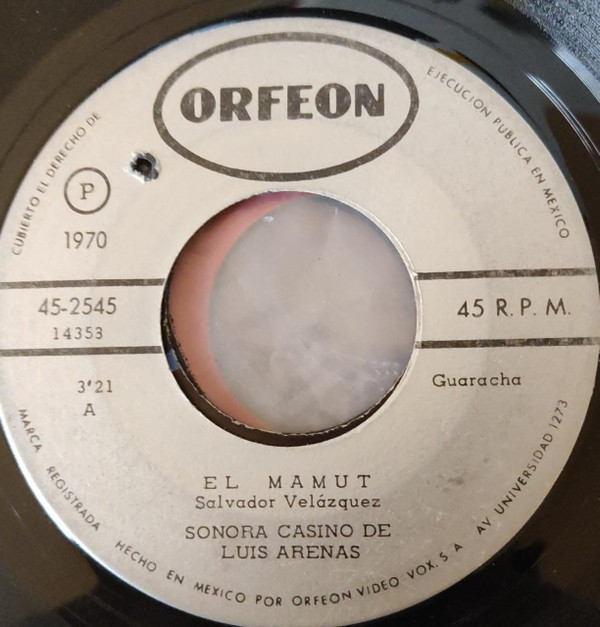 ORFEON
CUBIERTO EL DERECHO DE
EJECUCION PUBLICA EN MEXICO
P
1970
45-2545
14353
45 R.P.M.
3'21
A
Guaracha
EL MAMUT
Salvador Velázquez
SONORA CASINO DE
LUIS ARENAS
MARCA REGISTRADA HECHO EN MEXICO POR ORFEON VIDEO VOX, S A AV UNIVERSIDAD 1273